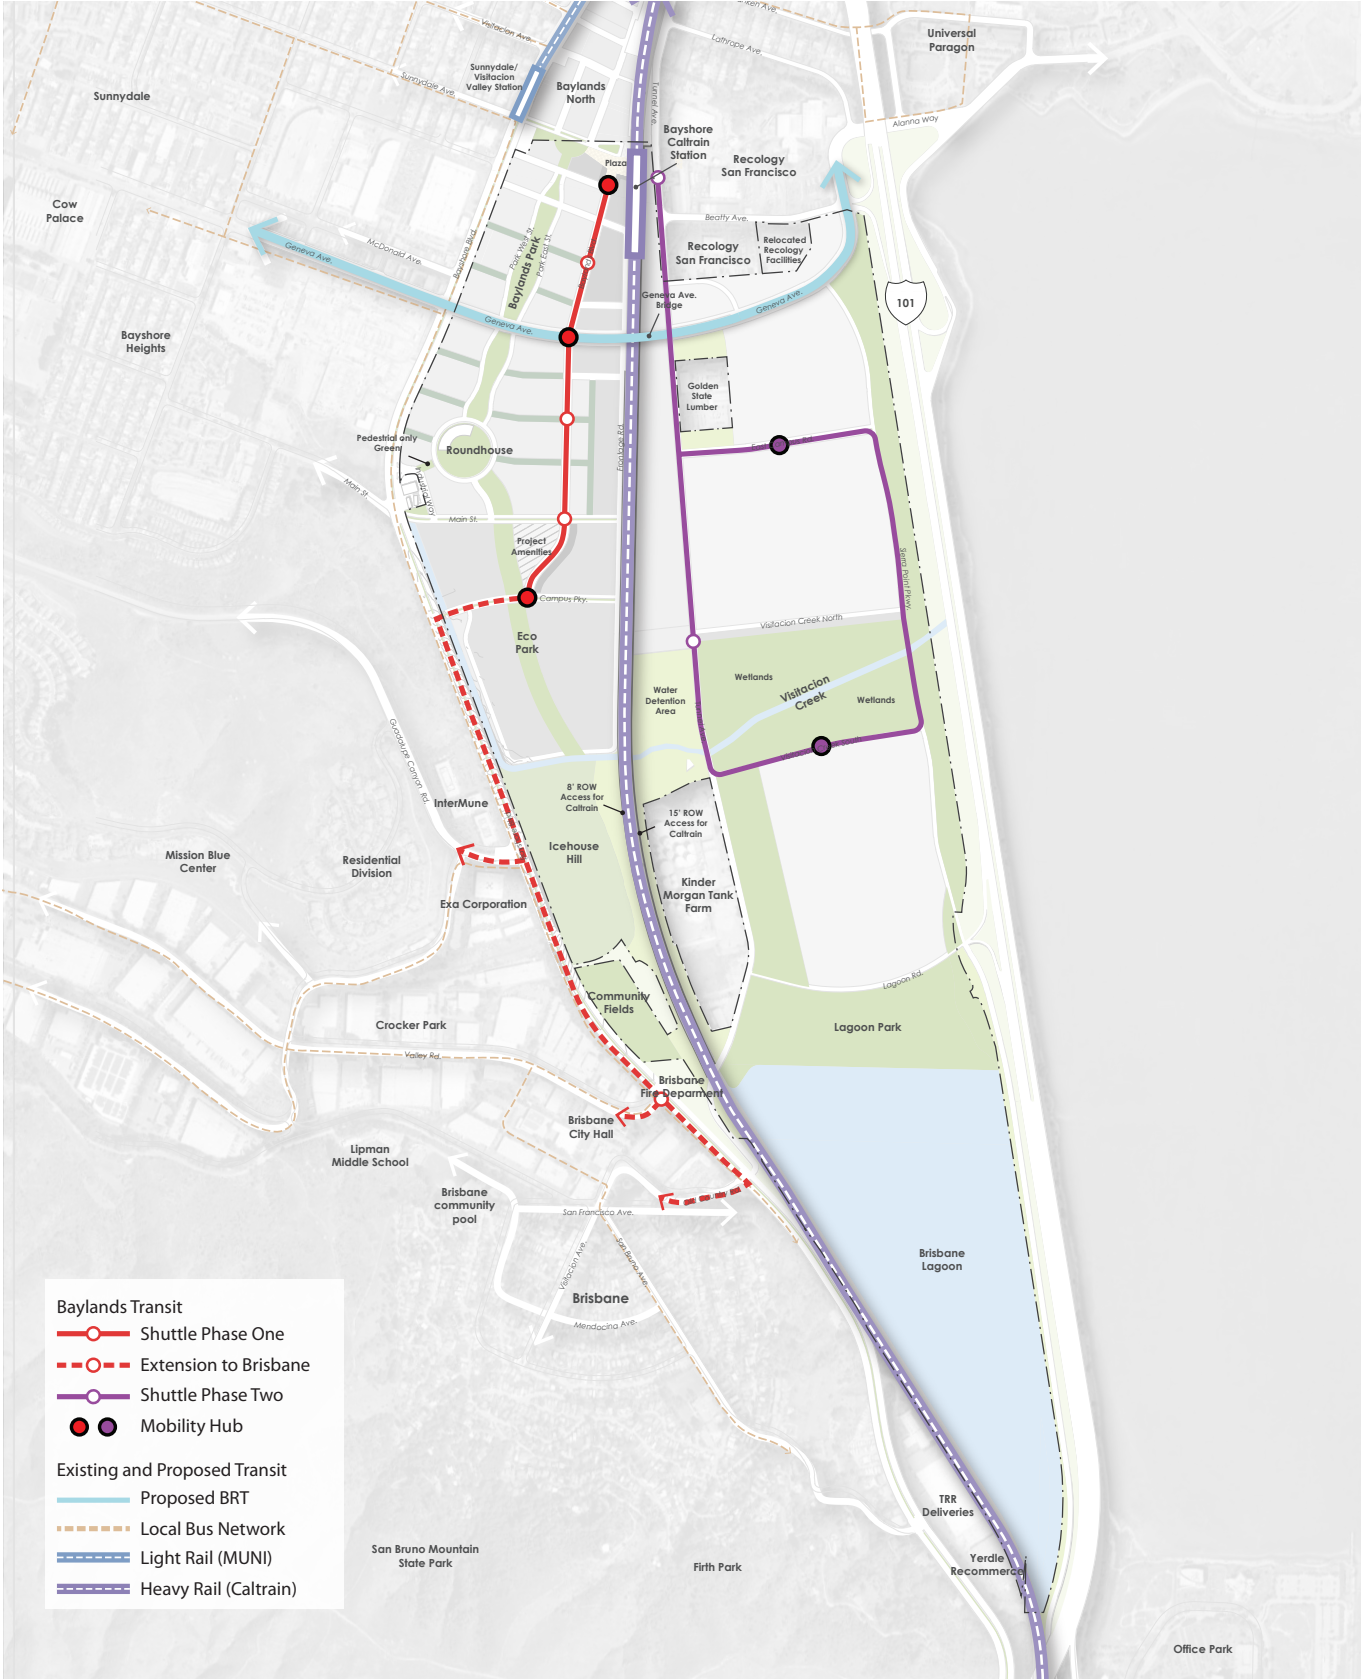 Visitacion Ave.
Lathrope Ave.
Universal
Paragon
Sunnydale/
Visitacion
Valley Station
Sunnydale Ave.
Sunnydale
Baylands
North
Tunnel Ave.
Alanna Way
Bayshore
Caltrain
Station
Plaza
Recology
San Francisco
Cow
Palace
Beatty Ave.
McDonald Ave.
Geneva Ave.
Bayshore Blvd.
Park West St.
Baylands Park
Park East St.
Recology
San Francisco
Relocated
Recology
Facilities
Geneva Ave.
Bridge
Geneva Ave.
101
Geneva Ave.
Bayshore
Heights
Golden
State
Lumber
Pedestrial only
Green
Roundhouse
Frontage Rd.
Main St.
Industrial Way
Main St.
Project
Amenities
Sierra Point Pkwy.
Campus Pky.
Eco
Park
Visitacion Creek North
Wetlands
Visitacion
Creek
Wetlands
Water
Detention
Area
Guadalupe Canyon Rd.
8' ROW
Access for
Caltrain
15' ROW
Access for
Caltrain
InterMune
Icehouse
Hill
Mission Blue
Center
Residential
Division
Exa Corporation
Kinder
Morgan Tank
Farm
Lagoon Rd.
Community
Fields
Crocker Park
Lagoon Park
Valley Rd.
Brisbane
Fire Deparment
Brisbane
City Hall
Lipman
Middle School
Brisbane
community
pool
San Francisco Ave.
Visitacion Ave.
San Bruno Ave.
Brisbane
Lagoon
Brisbane
Mendocina Ave.
Baylands Transit
Shuttle Phase One
Extension to Brisbane
Shuttle Phase Two
Mobility Hub
Existing and Proposed Transit
Proposed BRT
Local Bus Network
Light Rail (MUNI)
Heavy Rail (Caltrain)
TRR
Deliveries
San Bruno Mountain
State Park
Firth Park
Yerdle
Recommerce
Office Park